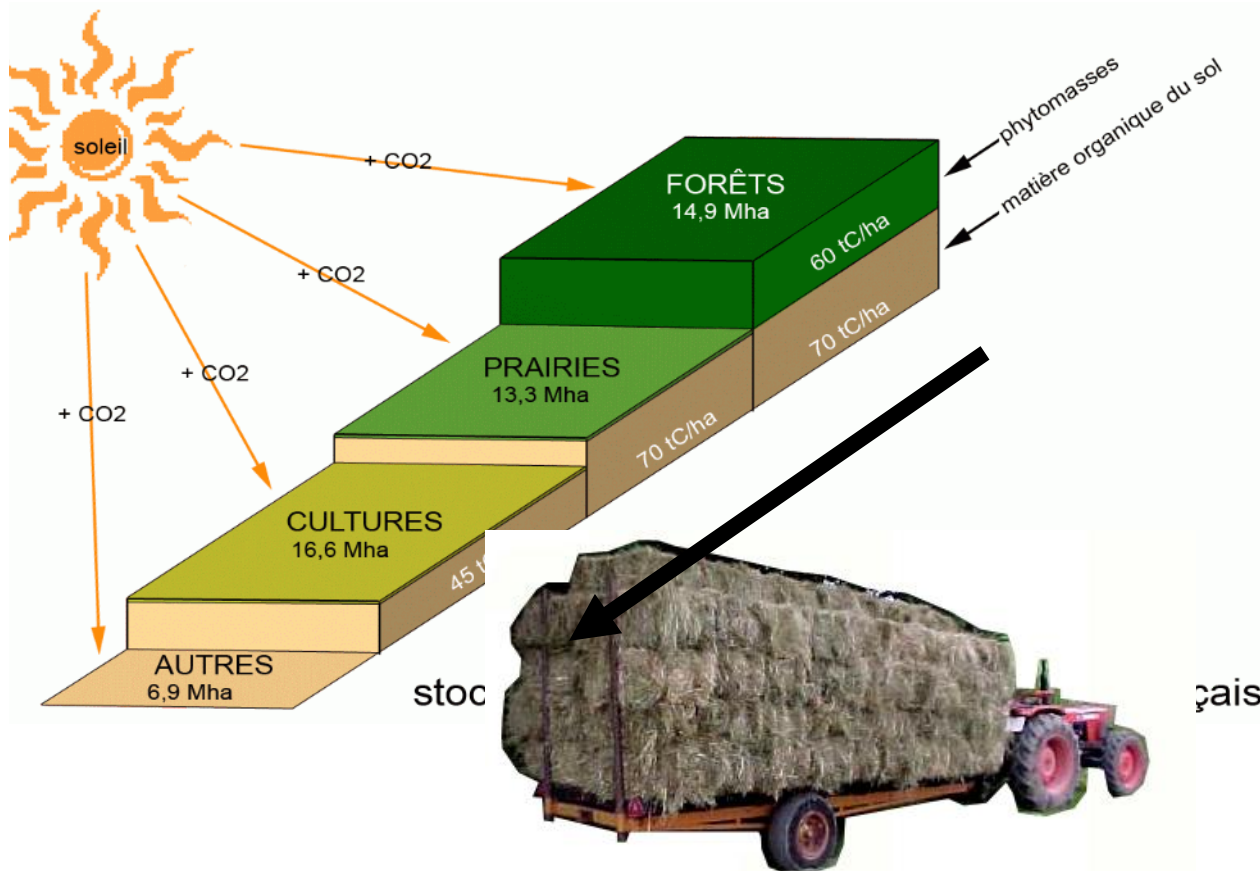 soleil
+ CO2
+ CO2
+ CO2
+ CO2
phytomasses
matière organique du sol
FORÊTS
14,9 Mha
60 tC/ha
70 tC/ha
PRAIRIES
13,3 Mha
70 tC/ha
CULTURES
16,6 Mha
45
AUTRES
6,9 Mha